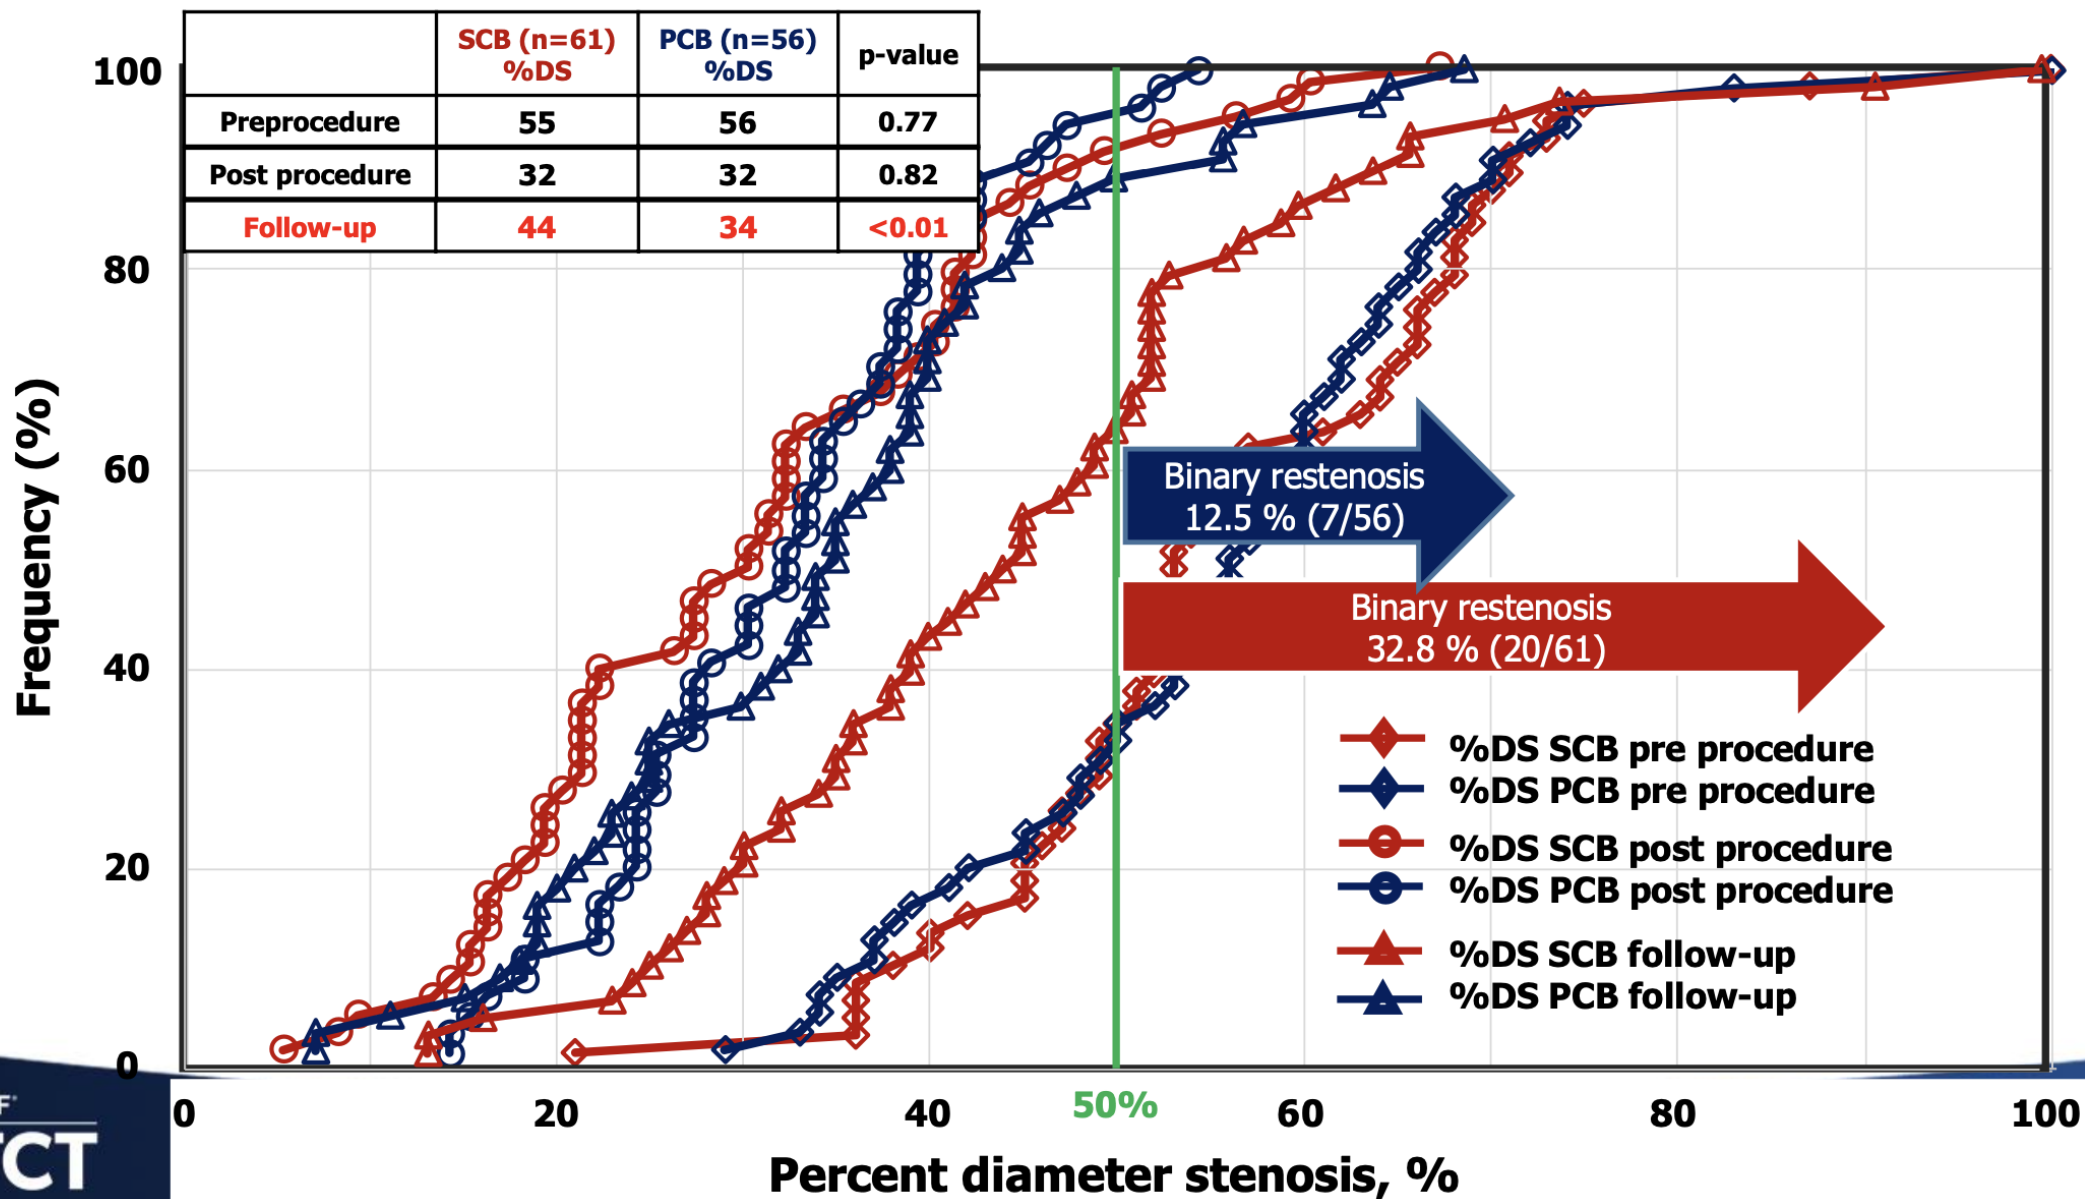 SCB (n=61) PCB (n=56) p-value
%DS %DS
Preprocedure 55 56 0.77
Post procedure 32 32 0.82
Follow-up 44 34 <0.01
100
80
60
40
20
0
Frequency (%)
Binary restenosis
12.5 % (7/56)
Binary restenosis
32.8 % (20/61)
%DS SCB pre procedure
%DS PCB pre procedure
%DS SCB post procedure
%DS PCB post procedure
%DS SCB follow-up
%DS PCB follow-up
0 20 40 50% 60 80 100
Percent diameter stenosis, %
CT